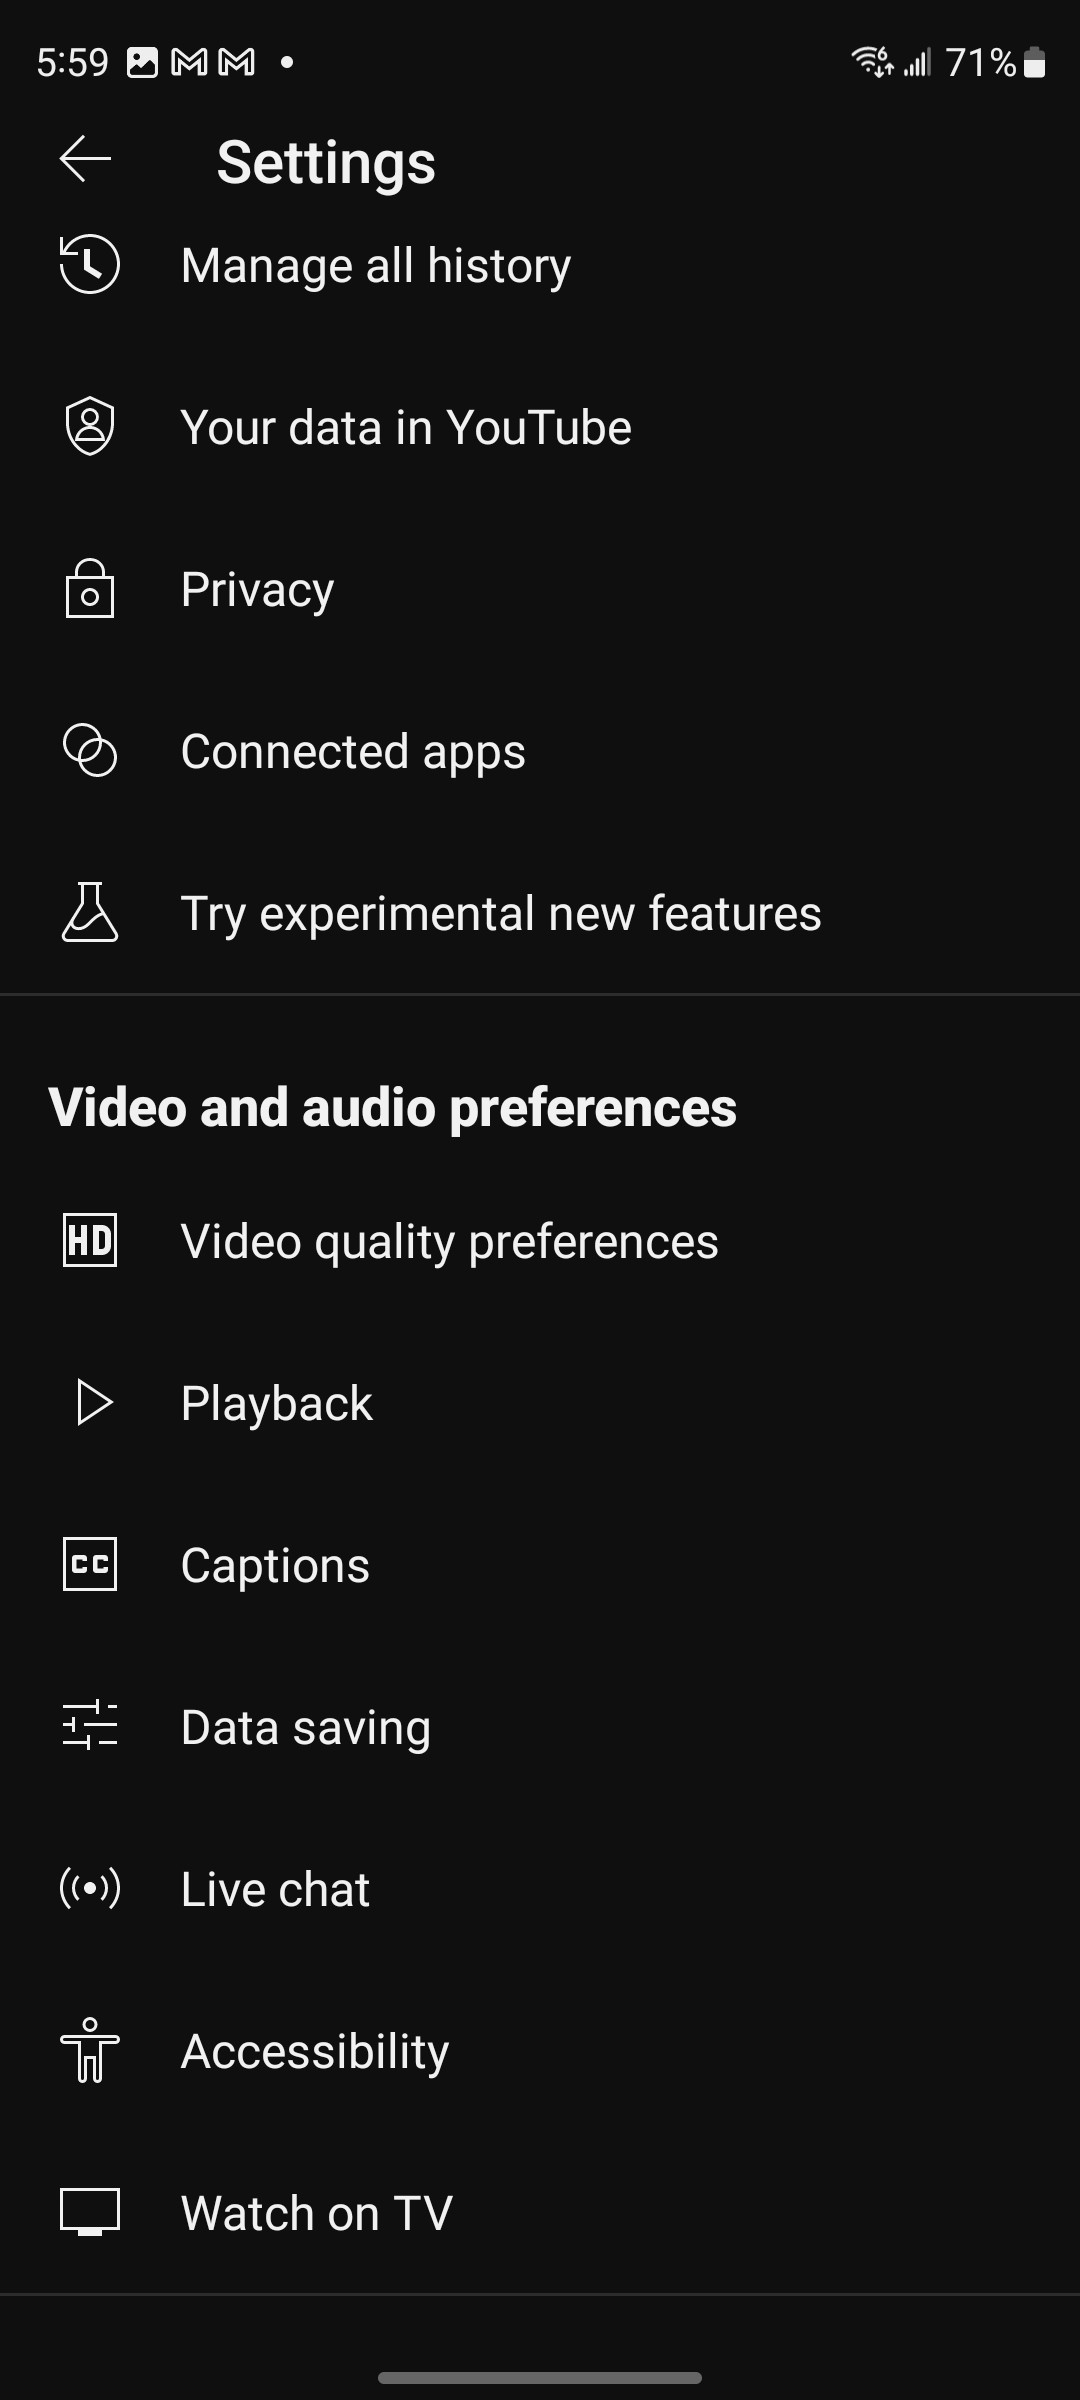 5:59 71%
Settings
Manage all history
Your data in YouTube
Privacy
Connected apps
Try experimental new features
Video and audio preferences
HD Video quality preferences
Playback
CC Captions
Data saving
Live chat
Accessibility
Watch on TV